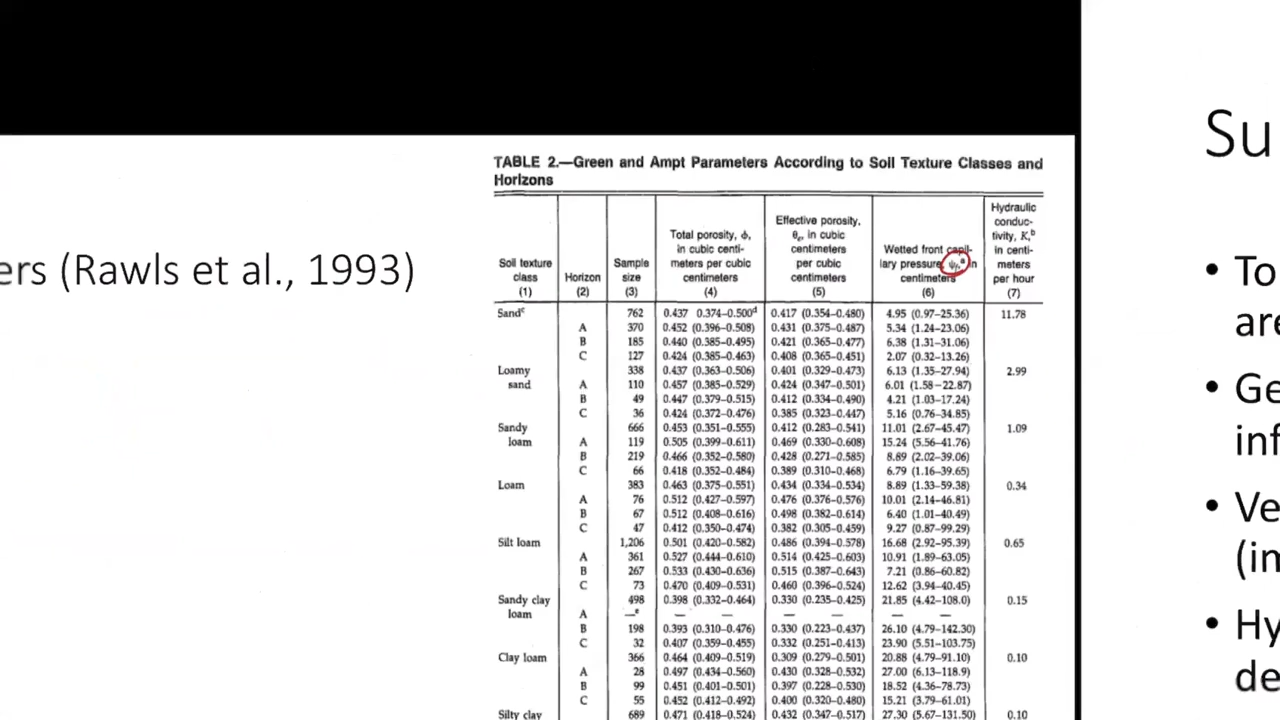 ers (Rawls et al., 1993)
TABLE 2.—Green and Ampt Parameters According to Soil Texture Classes and
Horizons
Soil texture class (1) Horizon (2) Sample size (3) Total porosity, ϕ, in cubic centi-meters per cubic centimeters (4) Effective porosity, θe, in cubic centimeters per cubic centimeters (5) Wetted front capil-lary pressure ψf,a in centimeters (6) Hydraulic conduc-tivity, K,b in centi-meters per hour (7)
Sandc 762 0.437 0.374–0.500d 0.417 (0.354–0.480) 4.95 (0.97–25.36) 11.78
A 370 0.452 (0.396–0.508) 0.431 (0.375–0.487) 5.34 (1.24–23.06)
B 185 0.440 (0.385–0.495) 0.421 (0.365–0.477) 6.38 (1.31–31.06)
C 127 0.424 (0.385–0.463) 0.408 (0.365–0.451) 2.07 (0.32–13.26)
Loamy 338 0.437 (0.363–0.506) 0.401 (0.329–0.473) 6.13 (1.35–27.94) 2.99
sand A 110 0.457 (0.385–0.529) 0.424 (0.347–0.501) 6.01 (1.58–22.87)
B 49 0.447 (0.379–0.515) 0.412 (0.334–0.490) 4.21 (1.03–17.24)
C 36 0.424 (0.372–0.476) 0.385 (0.323–0.447) 5.16 (0.76–34.85)
Sandy 666 0.453 (0.351–0.555) 0.412 (0.283–0.541) 11.01 (2.67–45.47) 1.09
loam A 119 0.505 (0.399–0.611) 0.469 (0.330–0.608) 15.24 (5.56–41.76)
B 219 0.466 (0.352–0.580) 0.428 (0.271–0.585) 8.89 (2.02–39.06)
C 66 0.418 (0.352–0.484) 0.389 (0.310–0.468) 6.79 (1.16–39.65)
Loam 383 0.463 (0.375–0.551) 0.434 (0.334–0.534) 8.89 (1.33–59.38) 0.34
A 76 0.512 (0.427–0.597) 0.476 (0.376–0.576) 10.01 (2.14–46.81)
B 67 0.512 (0.408–0.616) 0.498 (0.382–0.614) 6.40 (1.01–40.49)
C 47 0.412 (0.350–0.474) 0.382 (0.305–0.459) 9.27 (0.87–99.29)
Silt loam 1,206 0.501 (0.420–0.582) 0.486 (0.394–0.578) 16.68 (2.92–95.39) 0.65
A 361 0.527 (0.444–0.610) 0.514 (0.425–0.603) 10.91 (1.89–63.05)
B 267 0.533 (0.430–0.636) 0.515 (0.387–0.643) 7.21 (0.86–60.82)
C 73 0.470 (0.409–0.531) 0.460 (0.396–0.524) 12.62 (3.94–40.45)
Sandy clay 498 0.398 (0.332–0.464) 0.330 (0.235–0.425) 21.85 (4.42–108.0) 0.15
loam A —e — — — — —
B 198 0.393 (0.310–0.476) 0.330 (0.223–0.437) 26.10 (4.79–142.30)
C 32 0.407 (0.359–0.455) 0.332 (0.251–0.413) 23.90 (5.51–103.75)
Clay loam 366 0.464 (0.409–0.519) 0.309 (0.279–0.501) 20.88 (4.79–91.10) 0.10
A 28 0.497 (0.434–0.560) 0.430 (0.328–0.532) 27.00 (6.13–118.9)
B 99 0.451 (0.401–0.501) 0.397 (0.228–0.530) 18.52 (4.36–78.73)
C 55 0.452 (0.412–0.492) 0.400 (0.320–0.480) 15.21 (3.79–61.01)
Silty clay 689 0.471 (0.418–0.524) 0.432 (0.347–0.517) 27.30 (5.67–131.50) 0.10
Su
• To
are
• Ge
inf
• Ve
(im
• Hy
de